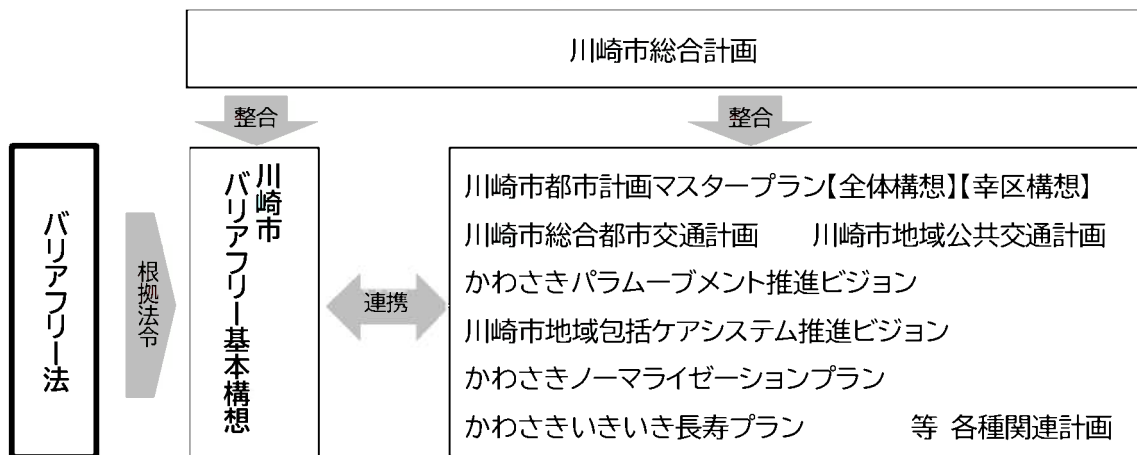 川崎市総合計画
整合
整合
バリアフリー法
根拠法令
川崎市
バリアフリー基本構想
連携
川崎市都市計画マスタープラン【全体構想】【幸区構想】
川崎市総合都市交通計画　川崎市地域公共交通計画
かわさきパラムーブメント推進ビジョン
川崎市地域包括ケアシステム推進ビジョン
かわさきノーマライゼーションプラン
かわさきいきいき長寿プラン　等 各種関連計画